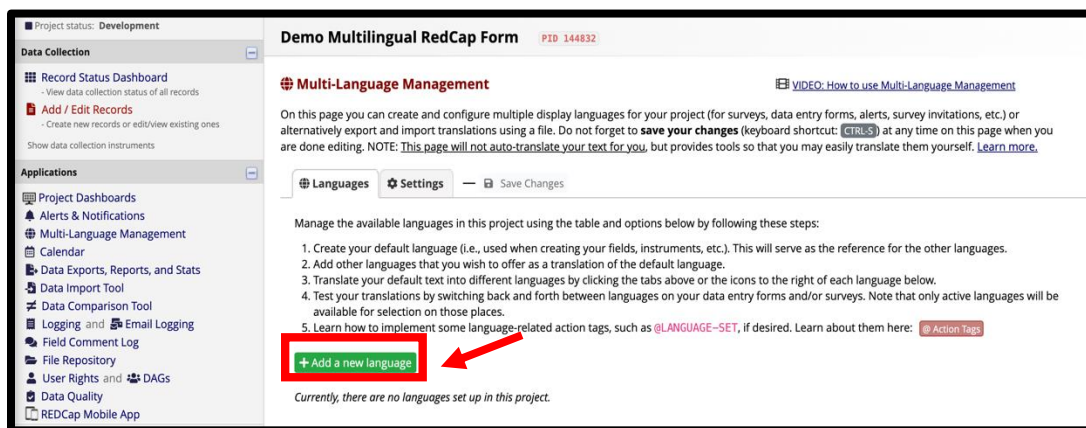 Project status: Development
Data Collection
Record Status Dashboard
- View data collection status of all records
Add / Edit Records
- Create new records or edit/view existing ones
Show data collection instruments
Applications
Project Dashboards
Alerts & Notifications
Multi-Language Management
Calendar
Data Exports, Reports, and Stats
Data Import Tool
Data Comparison Tool
Logging and Email Logging
Field Comment Log
File Repository
User Rights and DAGs
Data Quality
REDCap Mobile App
Demo Multilingual RedCap Form PID 144832
Multi-Language Management
VIDEO: How to use Multi-Language Management
On this page you can create and configure multiple display languages for your project (for surveys, data entry forms, alerts, survey invitations, etc.) or
alternatively export and import translations using a file. Do not forget to save your changes (keyboard shortcut: CTRL-S) at any time on this page when you
are done editing. NOTE: This page will not auto-translate your text for you, but provides tools so that you may easily translate them yourself. Learn more.
Languages Settings — Save Changes
Manage the available languages in this project using the table and options below by following these steps:
1. Create your default language (i.e., used when creating your fields, instruments, etc.). This will serve as the reference for the other languages.
2. Add other languages that you wish to offer as a translation of the default language.
3. Translate your default text into different languages by clicking the tabs above or the icons to the right of each language below.
4. Test your translations by switching back and forth between languages on your data entry forms and/or surveys. Note that only active languages will be
available for selection on those places.
5. Learn how to implement some language-related action tags, such as @LANGUAGE-SET, if desired. Learn about them here: @ Action Tags
+ Add a new language
Currently, there are no languages set up in this project.